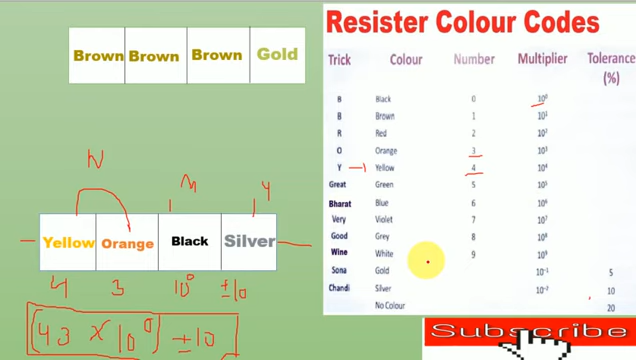 Resister Colour Codes
Brown Brown Brown Gold
Trick Colour Number Multiplier Tolerance (%)
B Black 0 10⁰
B Brown 1 10¹
R Red 2 10²
O Orange 3 10³
Y Yellow 4 10⁴
Great Green 5 10⁵
Bharat Blue 6 10⁶
Very Violet 7 10⁷
Good Grey 8 10⁸
Wine White 9 10⁹
Sona Gold 10⁻¹ 5
Chandi Silver 10⁻² 10
No Colour 20
N M Y
Yellow Orange Black Silver
4 3 10⁰ ±10
(43 × 10⁰) ±10
Subscribe